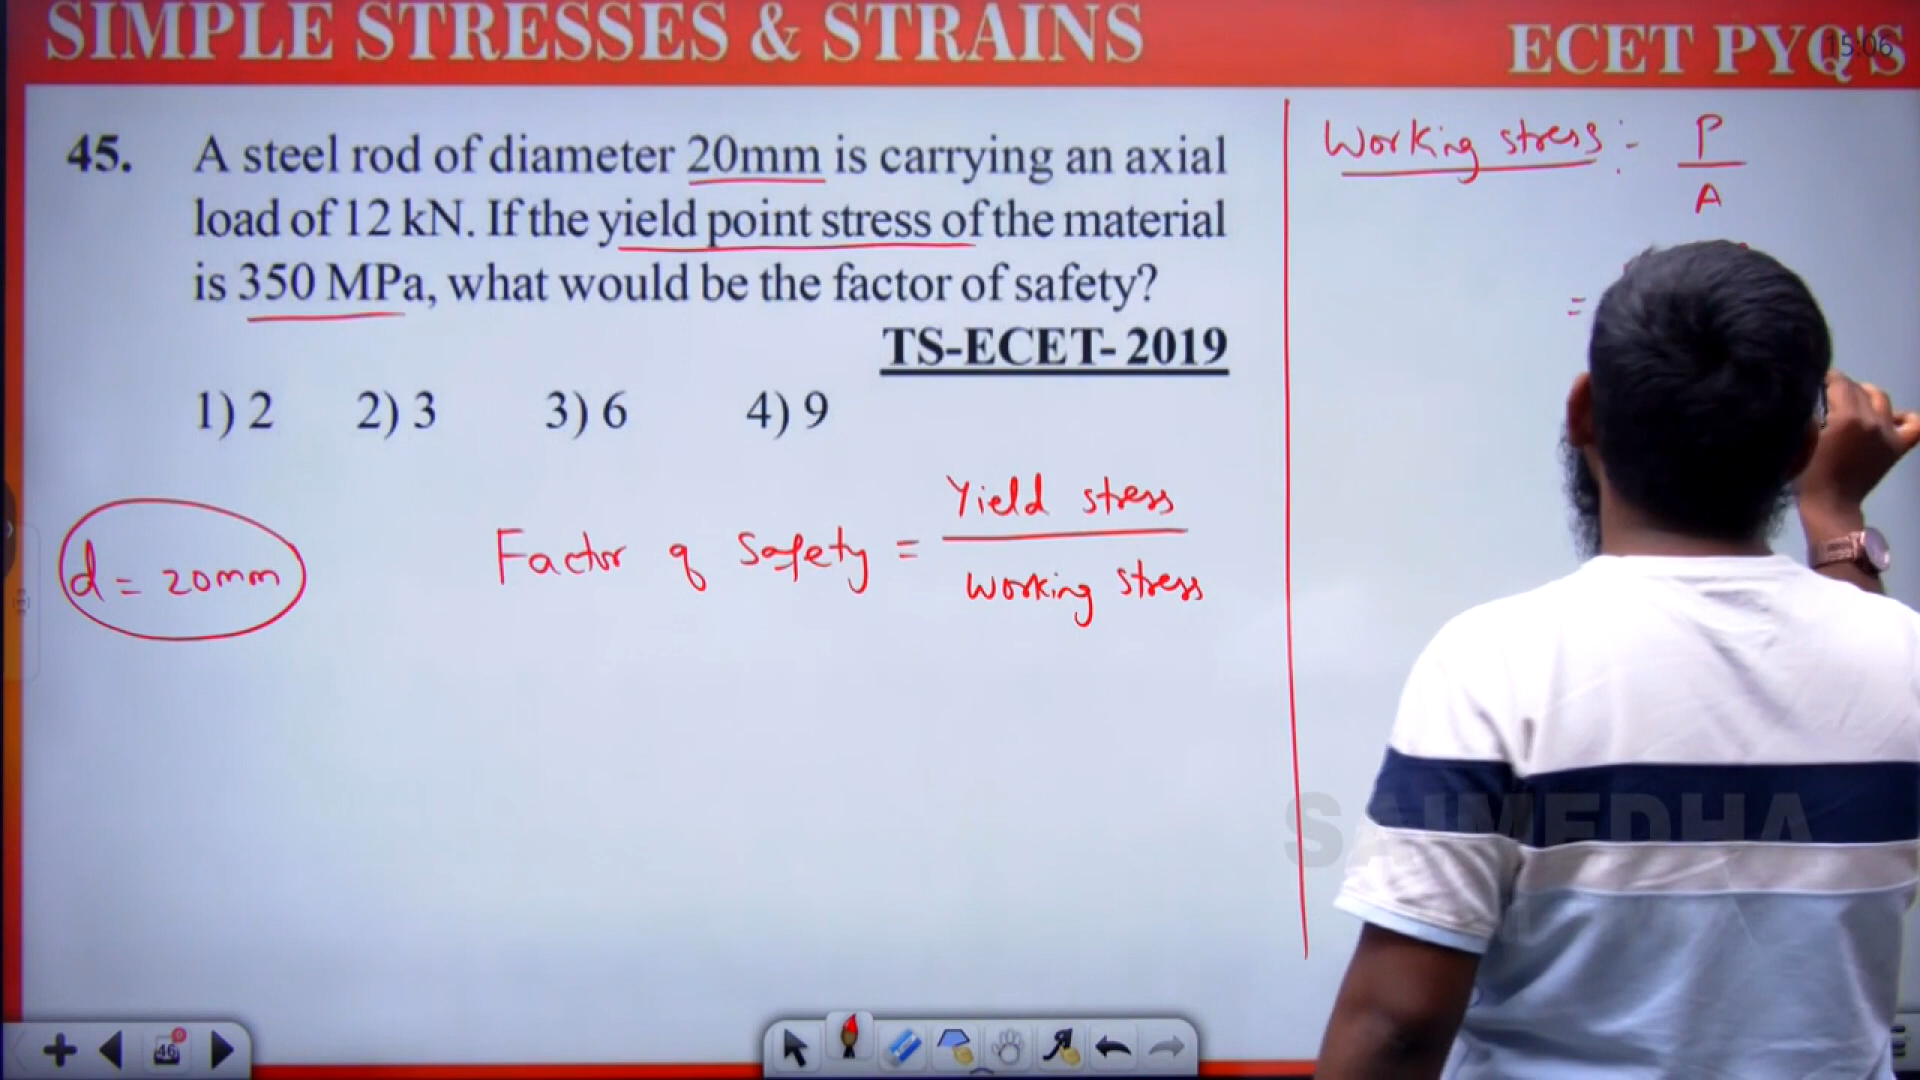 SIMPLE STRESSES & STRAINS
ECET PYQ'S
15:06
45. A steel rod of diameter 20mm is carrying an axial
load of 12 kN. If the yield point stress of the material
is 350 MPa, what would be the factor of safety?
TS-ECET- 2019
1) 2 2) 3 3) 6 4) 9
d = 20mm
Factor of Safety = Yield stress
Working stress
Working stress :- P
A
=
SAIMEDHA
46